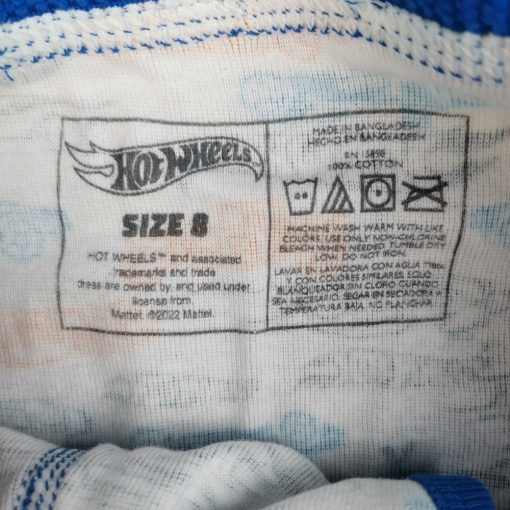 HOT WHEELS
SIZE 8
HOT WHEELS™ and associated
trademarks and trade
dress are owned by, and used under
license from,
Mattel. ©2022 Mattel.
MADE IN BANGLADESH
HECHO EN BANGLADESH
RN 5898
100% COTTON
MACHINE WASH WARM WITH LIKE
COLORS. USE ONLY NON-CHLORINE
BLEACH WHEN NEEDED. TUMBLE DRY
LOW. DO NOT IRON.
LAVAR EN LAVADORA CON AGUA TIBIA
Y CON COLORES SIMILARES. SOLO
BLANQUEADOR SIN CLORO CUANDO
SEA NECESARIO. SECAR EN SECADORA A
TEMPERATURA BAJA. NO PLANCHAR.